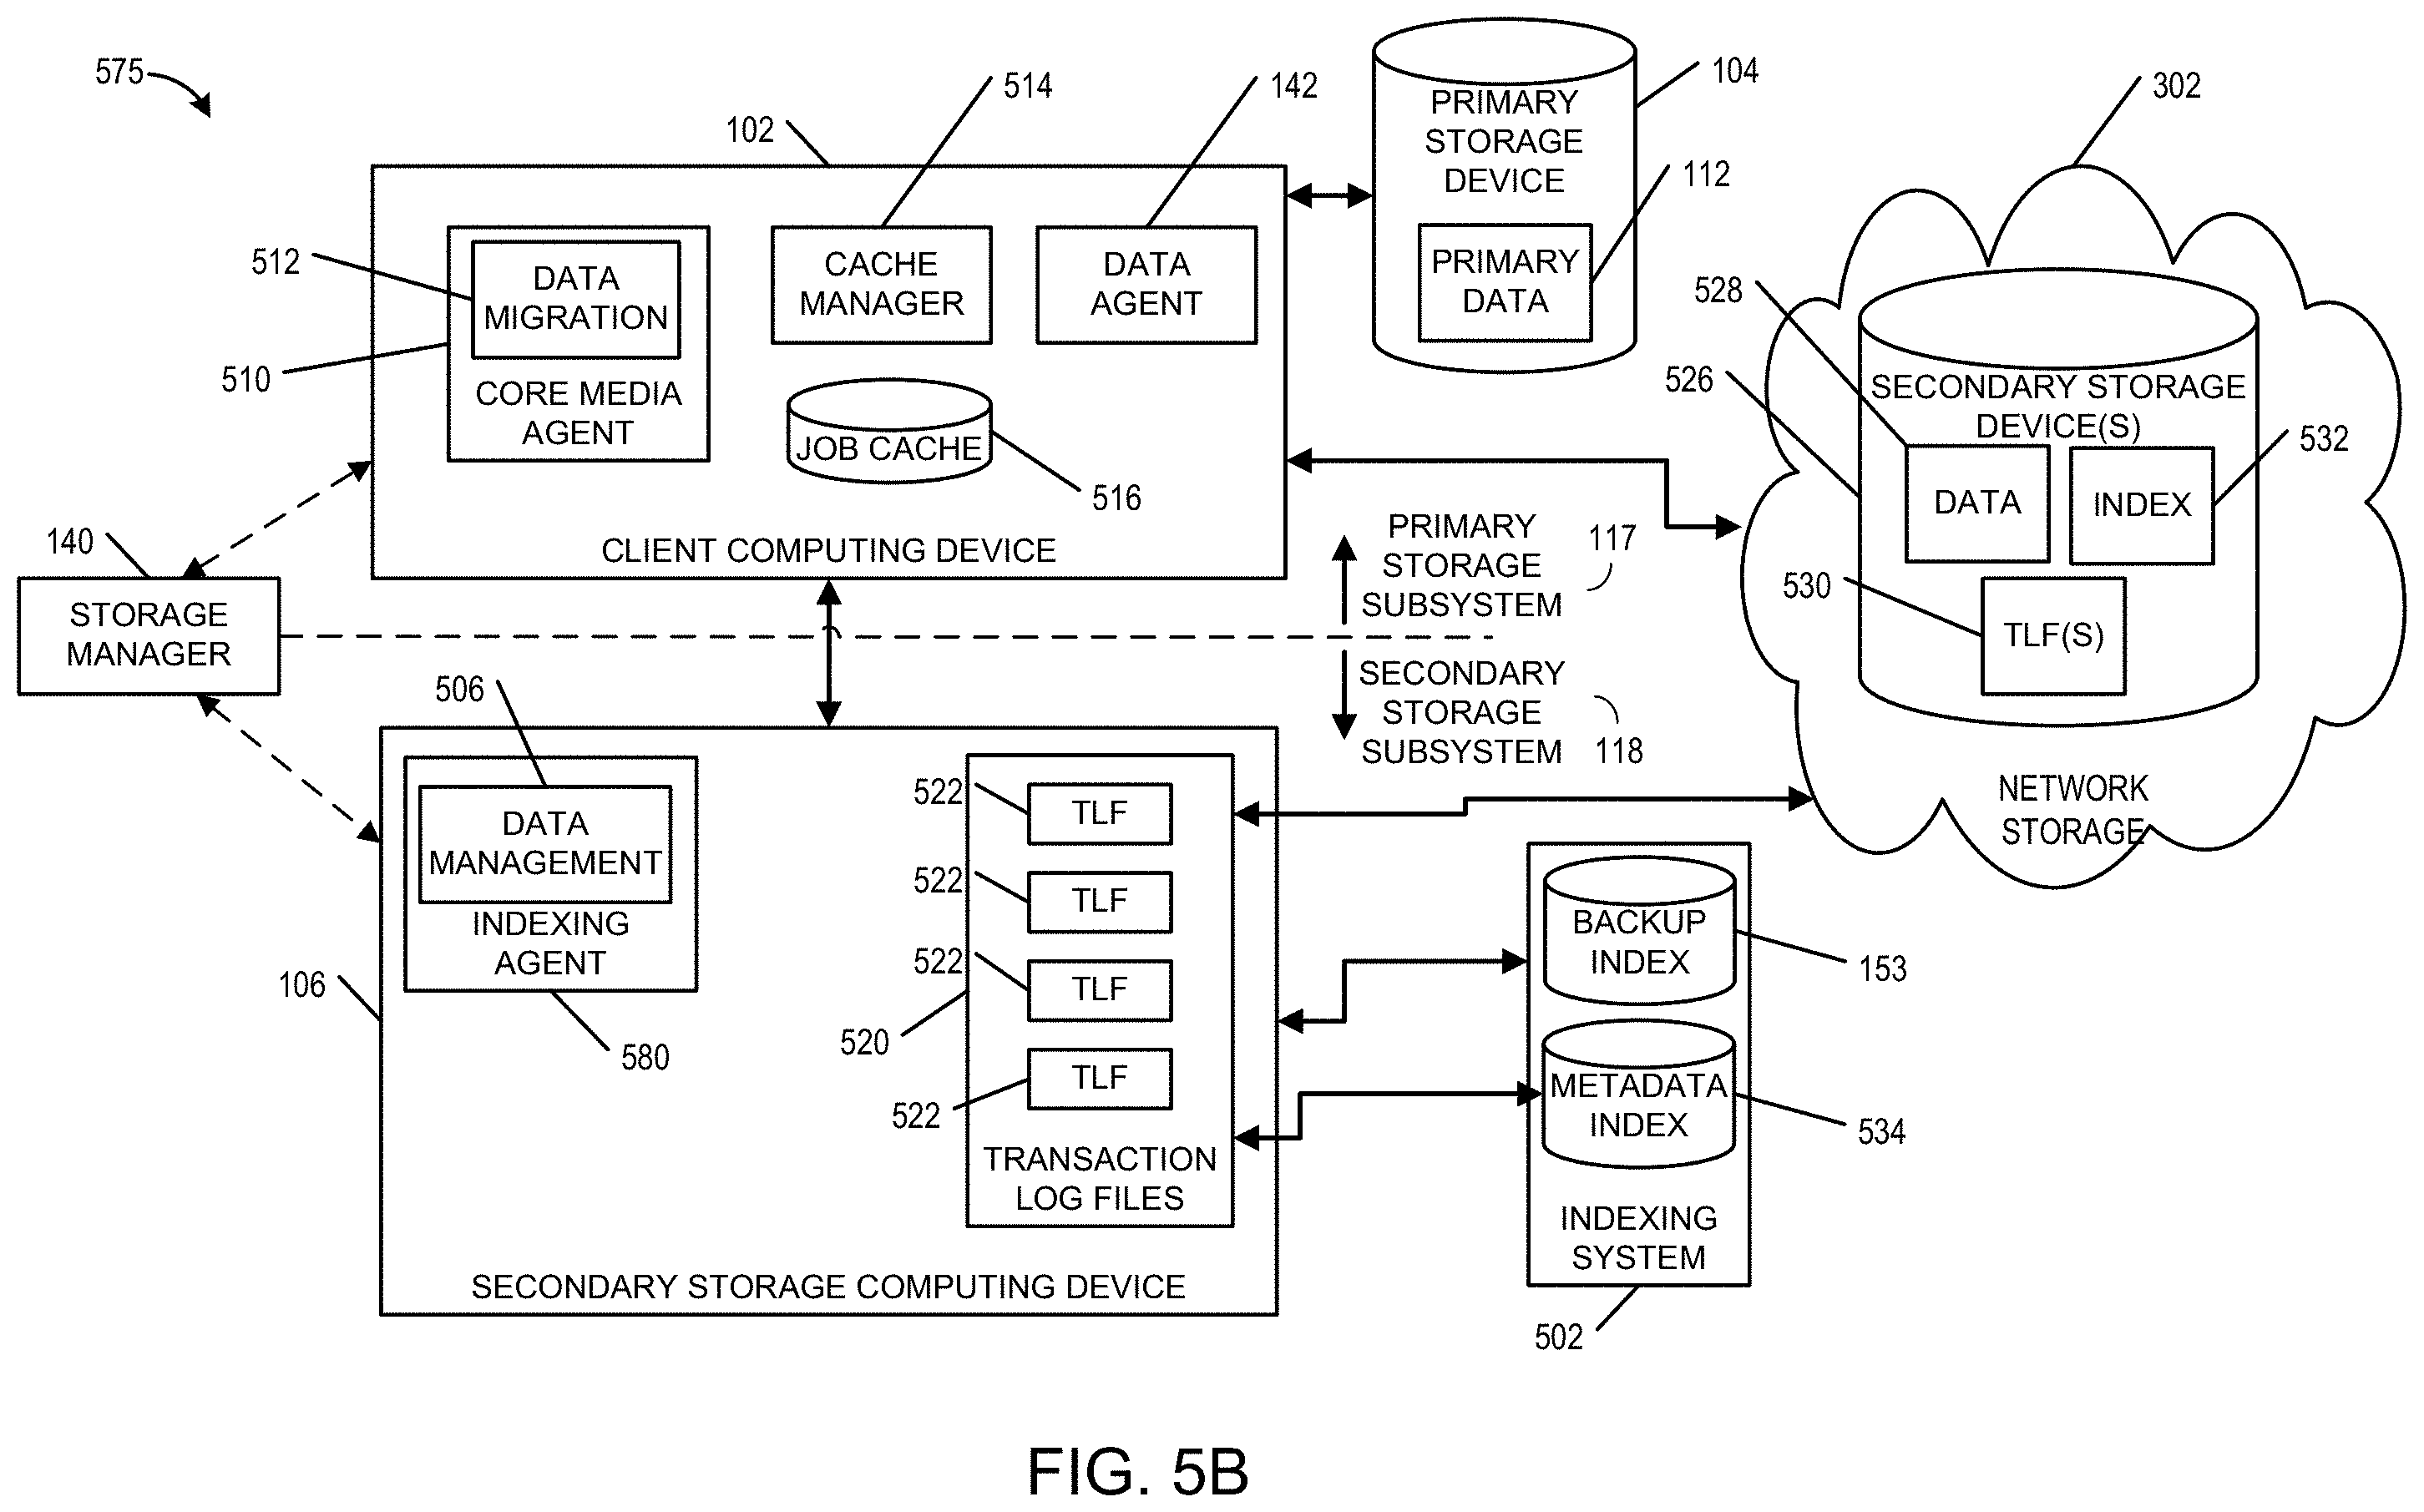 575
102
514
142
PRIMARY
STORAGE
DEVICE
104
112
PRIMARY
DATA
302
512
DATA
MIGRATION
510
CORE MEDIA
AGENT
CACHE
MANAGER
DATA
AGENT
JOB CACHE
516
CLIENT COMPUTING DEVICE
528
526
SECONDARY STORAGE
DEVICE(S)
532
DATA
INDEX
530
TLF(S)
NETWORK
STORAGE
140
STORAGE
MANAGER
PRIMARY
STORAGE
SUBSYSTEM
117
SECONDARY
STORAGE
SUBSYSTEM
118
506
DATA
MANAGEMENT
INDEXING
AGENT
106
580
522
TLF
522
TLF
522
TLF
520
TLF
522
TRANSACTION
LOG FILES
SECONDARY STORAGE COMPUTING DEVICE
BACKUP
INDEX
153
METADATA
INDEX
534
INDEXING
SYSTEM
502
FIG. 5B